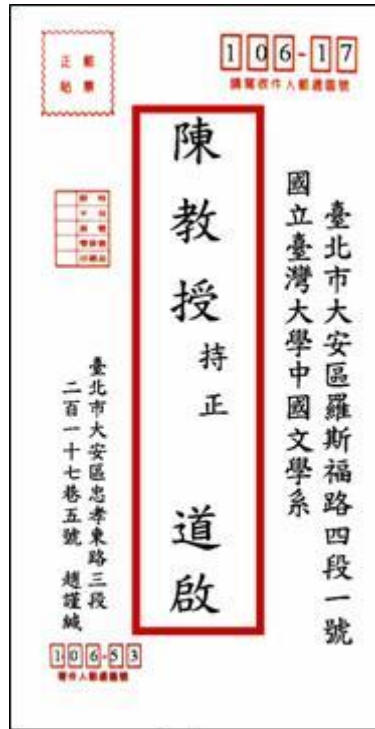 106-17
請寫收件人郵遞區號
臺北市大安區羅斯福路四段一號
國立臺灣大學中國文學系
陳教授持正 道啟
正貼
郵票
臺北市大安區忠孝東路三段
二百一十七巷五號 趙謹緘
106-53
寄件人郵遞區號